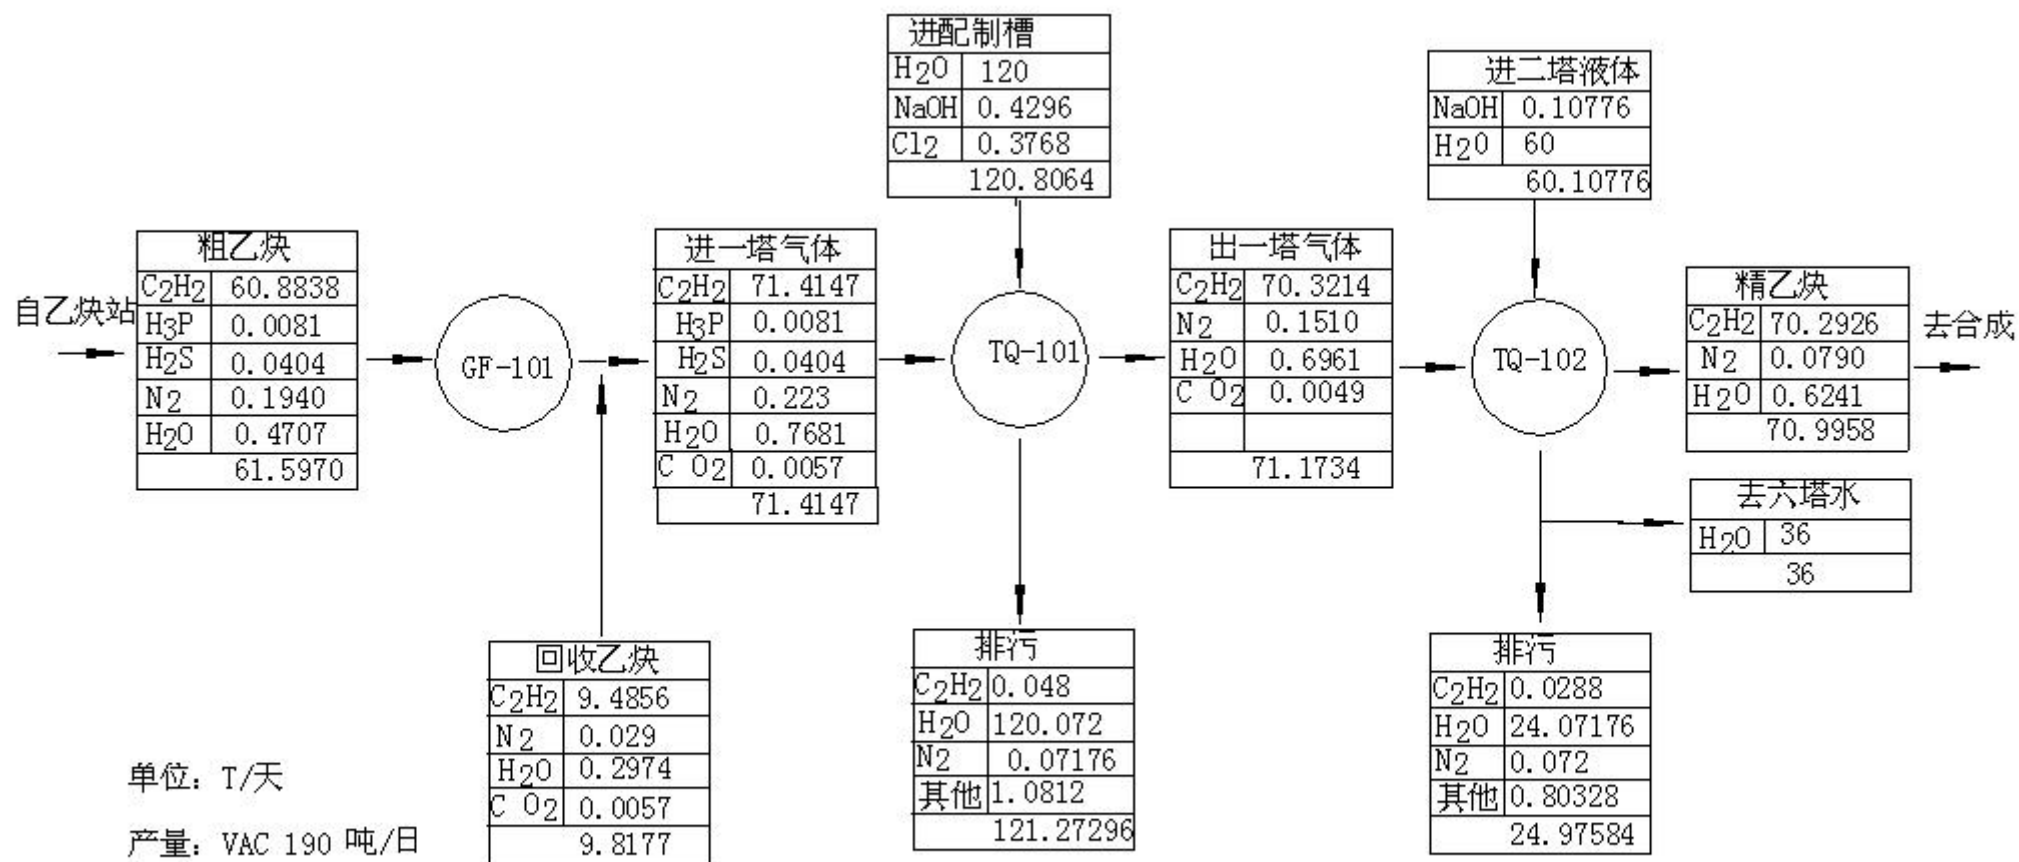 进配制槽
H2O 120
NaOH 0.4296
Cl2 0.3768
120.8064
进二塔液体
NaOH 0.10776
H2O 60
60.10776
自乙炔站
粗乙炔
C2H2 60.8838
H3P 0.0081
H2S 0.0404
N2 0.1940
H2O 0.4707
61.5970
GF-101
进一塔气体
C2H2 71.4147
H3P 0.0081
H2S 0.0404
N2 0.223
H2O 0.7681
C O2 0.0057
71.4147
TQ-101
出一塔气体
C2H2 70.3214
N2 0.1510
H2O 0.6961
C O2 0.0049
71.1734
TQ-102
精乙炔
C2H2 70.2926
N2 0.0790
H2O 0.6241
70.9958
去合成
去六塔水
H2O 36
36
回收乙炔
C2H2 9.4856
N2 0.029
H2O 0.2974
C O2 0.0057
9.8177
排污
C2H2 0.048
H2O 120.072
N2 0.07176
其他 1.0812
121.27296
排污
C2H2 0.0288
H2O 24.07176
N2 0.072
其他 0.80328
24.97584
单位: T/天
产量: VAC 190 吨/日